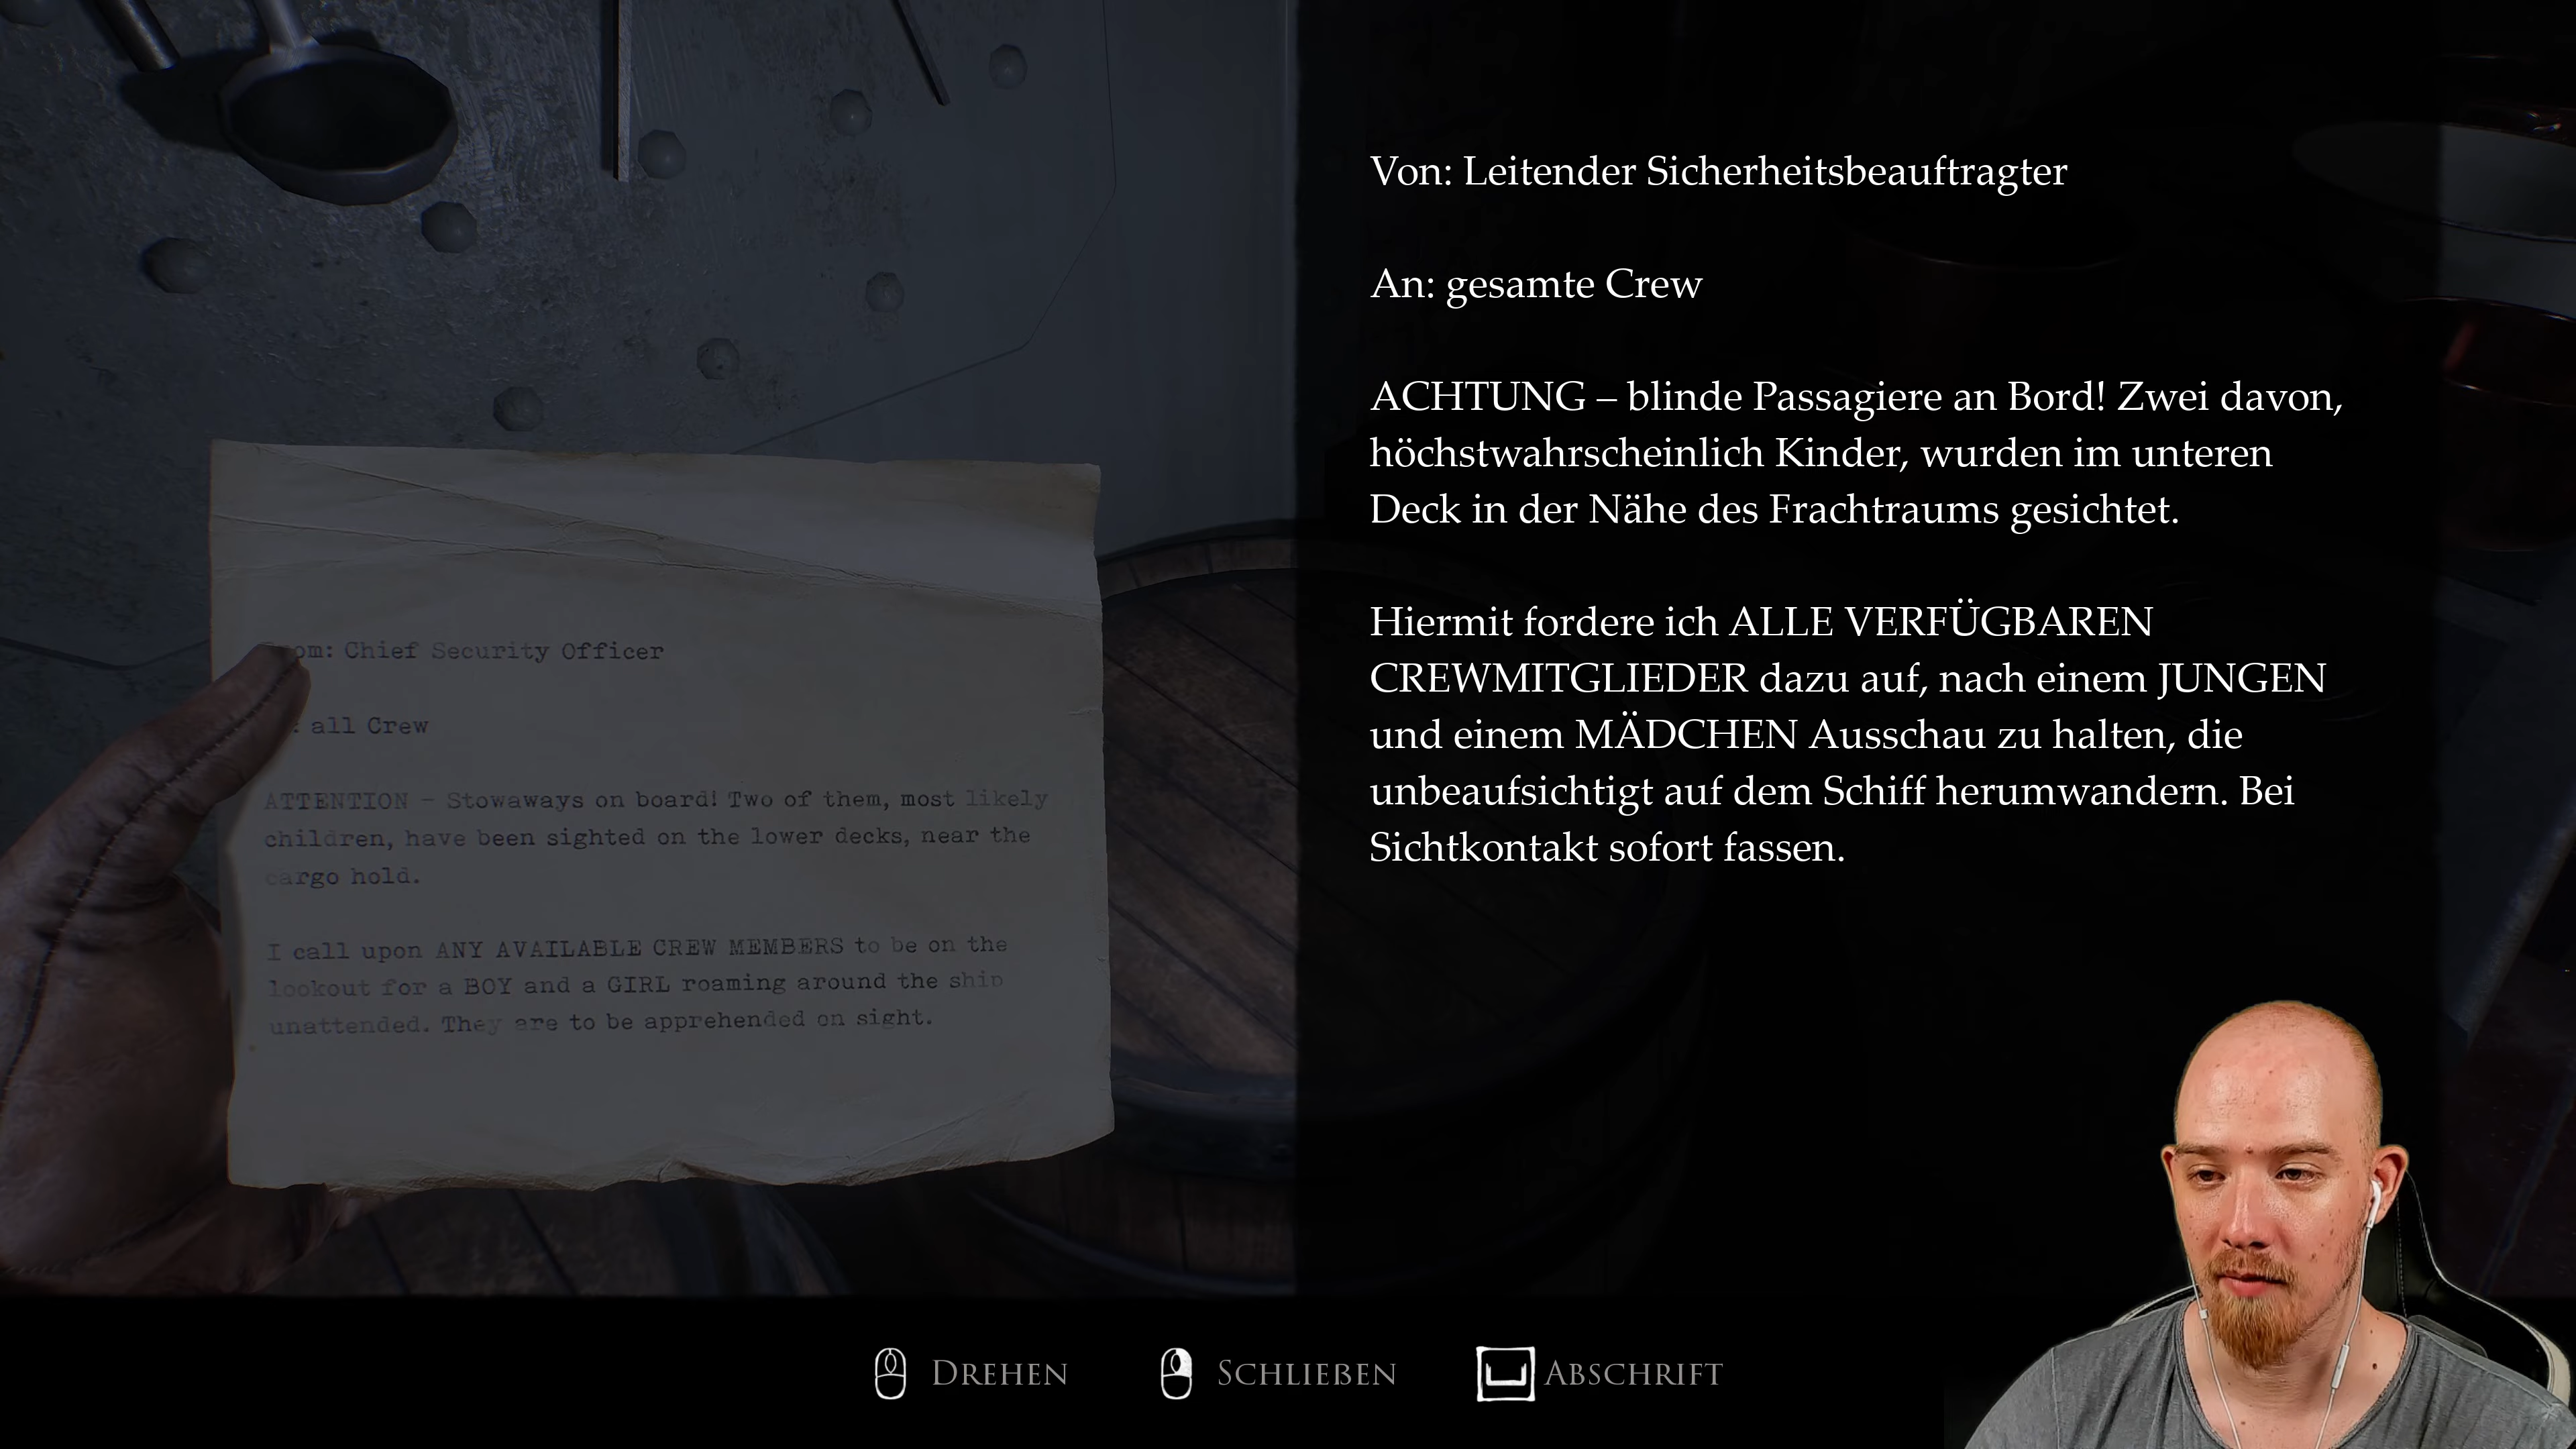 Von: Leitender Sicherheitsbeauftragter
An: gesamte Crew
ACHTUNG – blinde Passagiere an Bord! Zwei davon,
höchstwahrscheinlich Kinder, wurden im unteren
Deck in der Nähe des Frachtraums gesichtet.
Hiermit fordere ich ALLE VERFÜGBAREN
CREWMITGLIEDER dazu auf, nach einem JUNGEN
und einem MÄDCHEN Ausschau zu halten, die
unbeaufsichtigt auf dem Schiff herumwandern. Bei
Sichtkontakt sofort fassen.
om: Chief Security Officer
: all Crew
ATTENTION – Stowaways on board! Two of them, most likely
children, have been sighted on the lower decks, near the
cargo hold.
I call upon ANY AVAILABLE CREW MEMBERS to be on the
lookout for a BOY and a GIRL roaming around the ship
unattended. They are to be apprehended on sight.
DREHEN SCHLIEßEN ABSCHRIFT